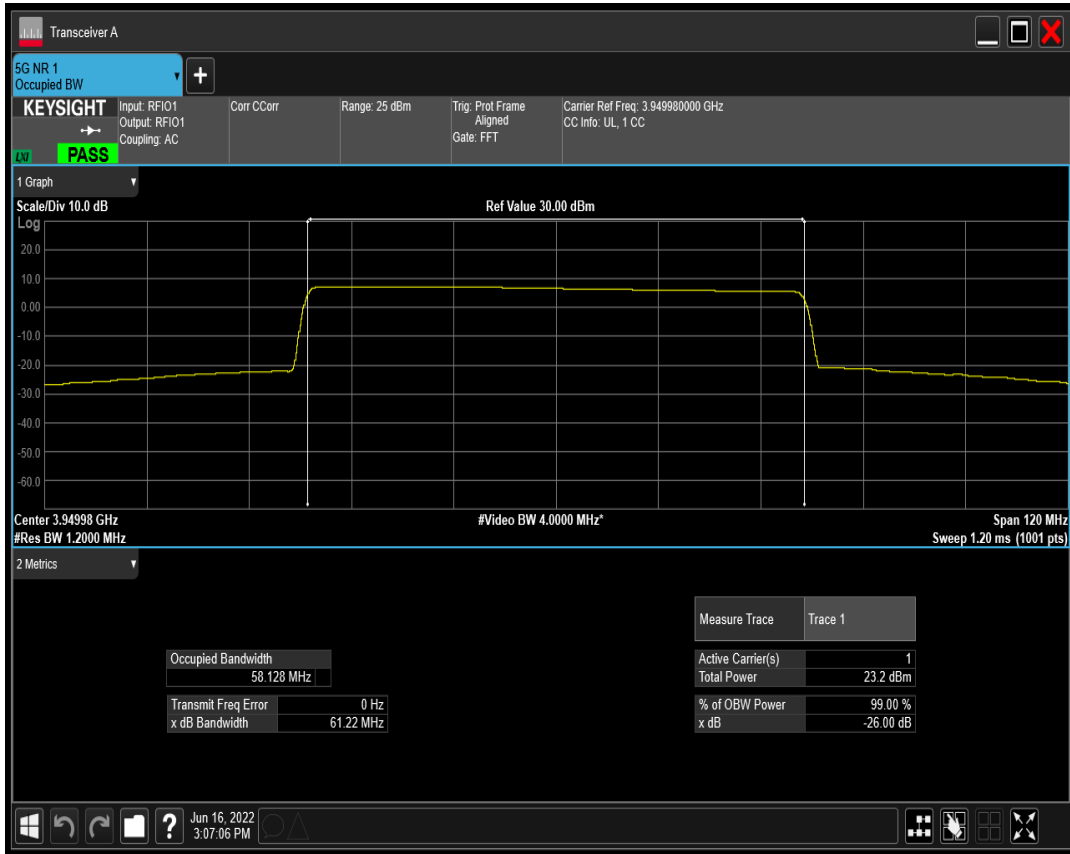 Transceiver A
5G NR 1
Occupied BW
+
KEYSIGHT
LXI
PASS
Input: RFIO1
Output: RFIO1
Coupling: AC
Corr CCorr
Range: 25 dBm
Trig: Prot Frame
Aligned
Gate: FFT
Carrier Ref Freq: 3.949980000 GHz
CC Info: UL, 1 CC
1 Graph
Scale/Div 10.0 dB
Ref Value 30.00 dBm
Log
20.0
10.0
0.00
-10.0
-20.0
-30.0
-40.0
-50.0
-60.0
Center 3.94998 GHz
#Video BW 4.0000 MHz*
Span 120 MHz
#Res BW 1.2000 MHz
Sweep 1.20 ms (1001 pts)
2 Metrics
Measure Trace Trace 1
Occupied Bandwidth
58.128 MHz
Active Carrier(s) 1
Total Power 23.2 dBm
Transmit Freq Error 0 Hz
x dB Bandwidth 61.22 MHz
% of OBW Power 99.00 %
x dB -26.00 dB
?
Jun 16, 2022
3:07:06 PM